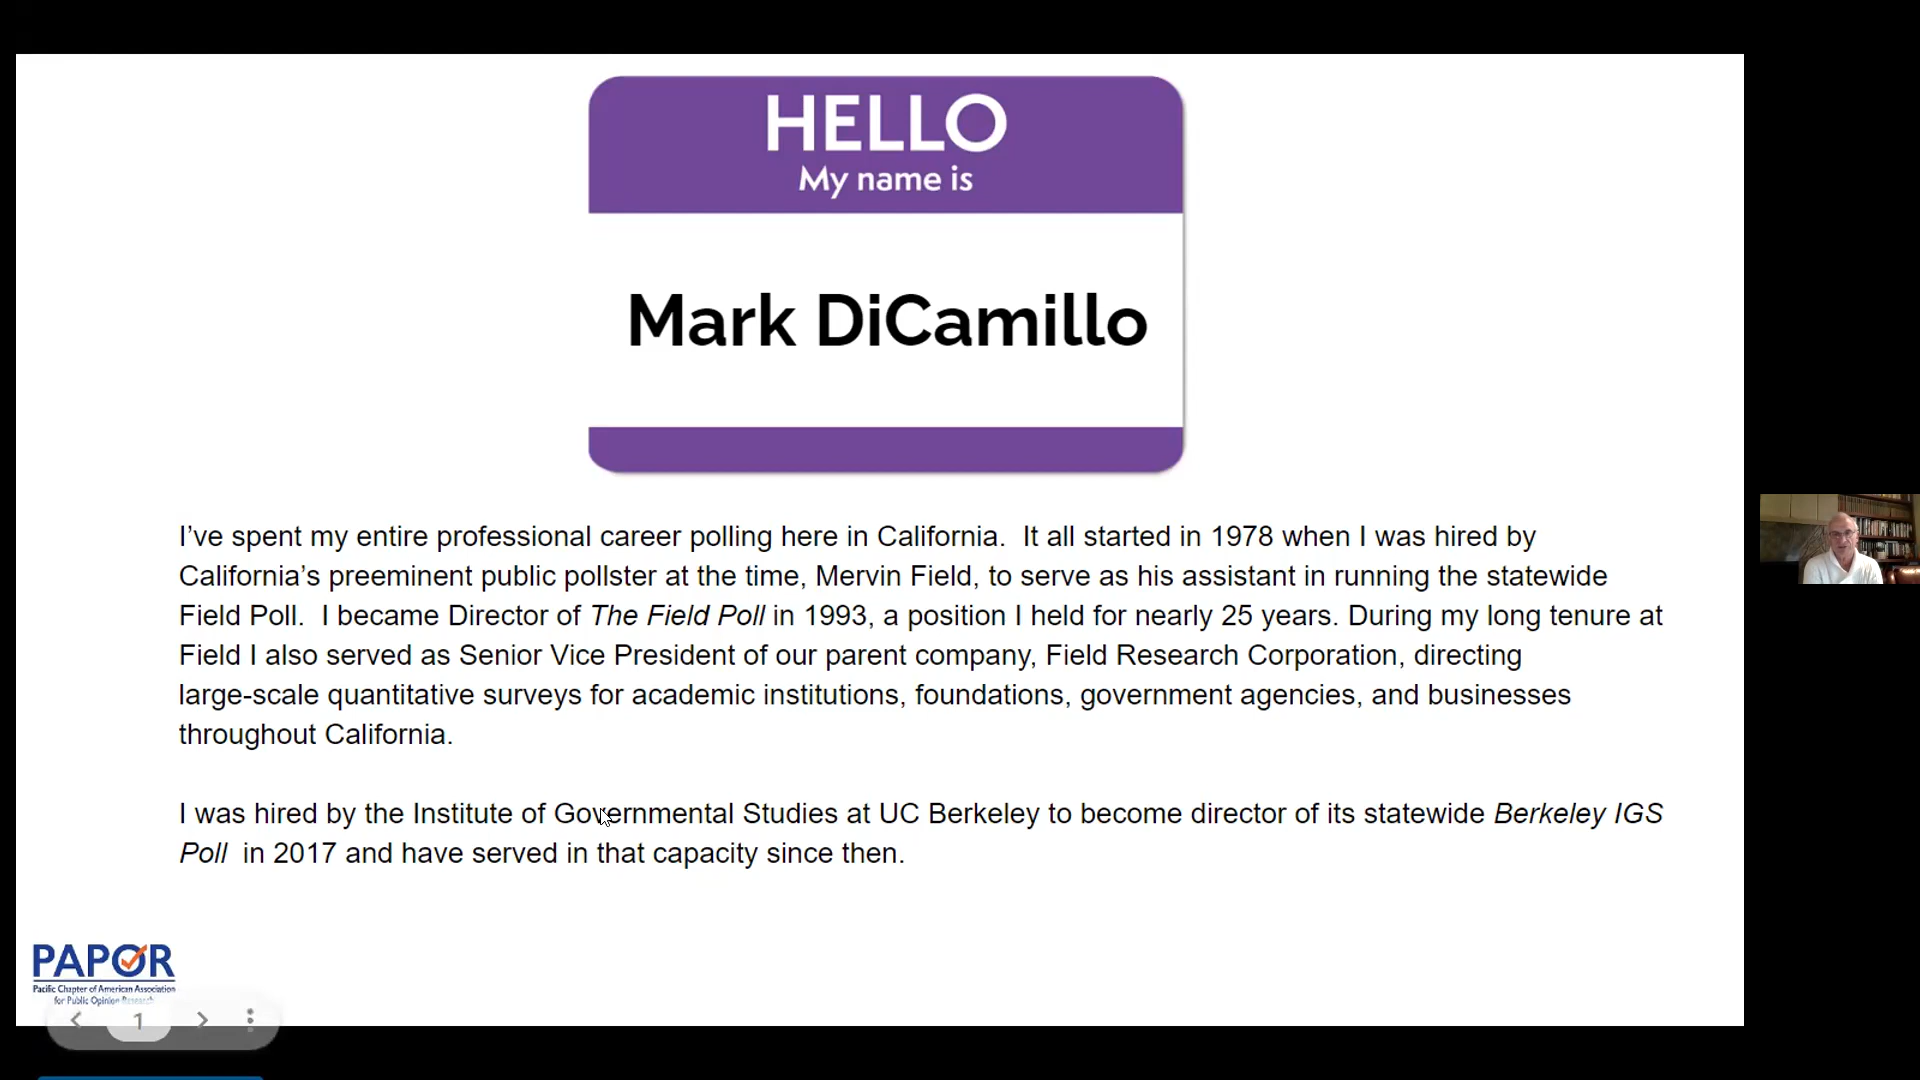 HELLO
My name is
Mark DiCamillo
I’ve spent my entire professional career polling here in California.  It all started in 1978 when I was hired by
California’s preeminent public pollster at the time, Mervin Field, to serve as his assistant in running the statewide
Field Poll.  I became Director of The Field Poll in 1993, a position I held for nearly 25 years. During my long tenure at
Field I also served as Senior Vice President of our parent company, Field Research Corporation, directing
large-scale quantitative surveys for academic institutions, foundations, government agencies, and businesses
throughout California.
I was hired by the Institute of Governmental Studies at UC Berkeley to become director of its statewide Berkeley IGS
Poll  in 2017 and have served in that capacity since then.
PAPOR
Pacific Chapter of American Association
for Public Opinion Research
1